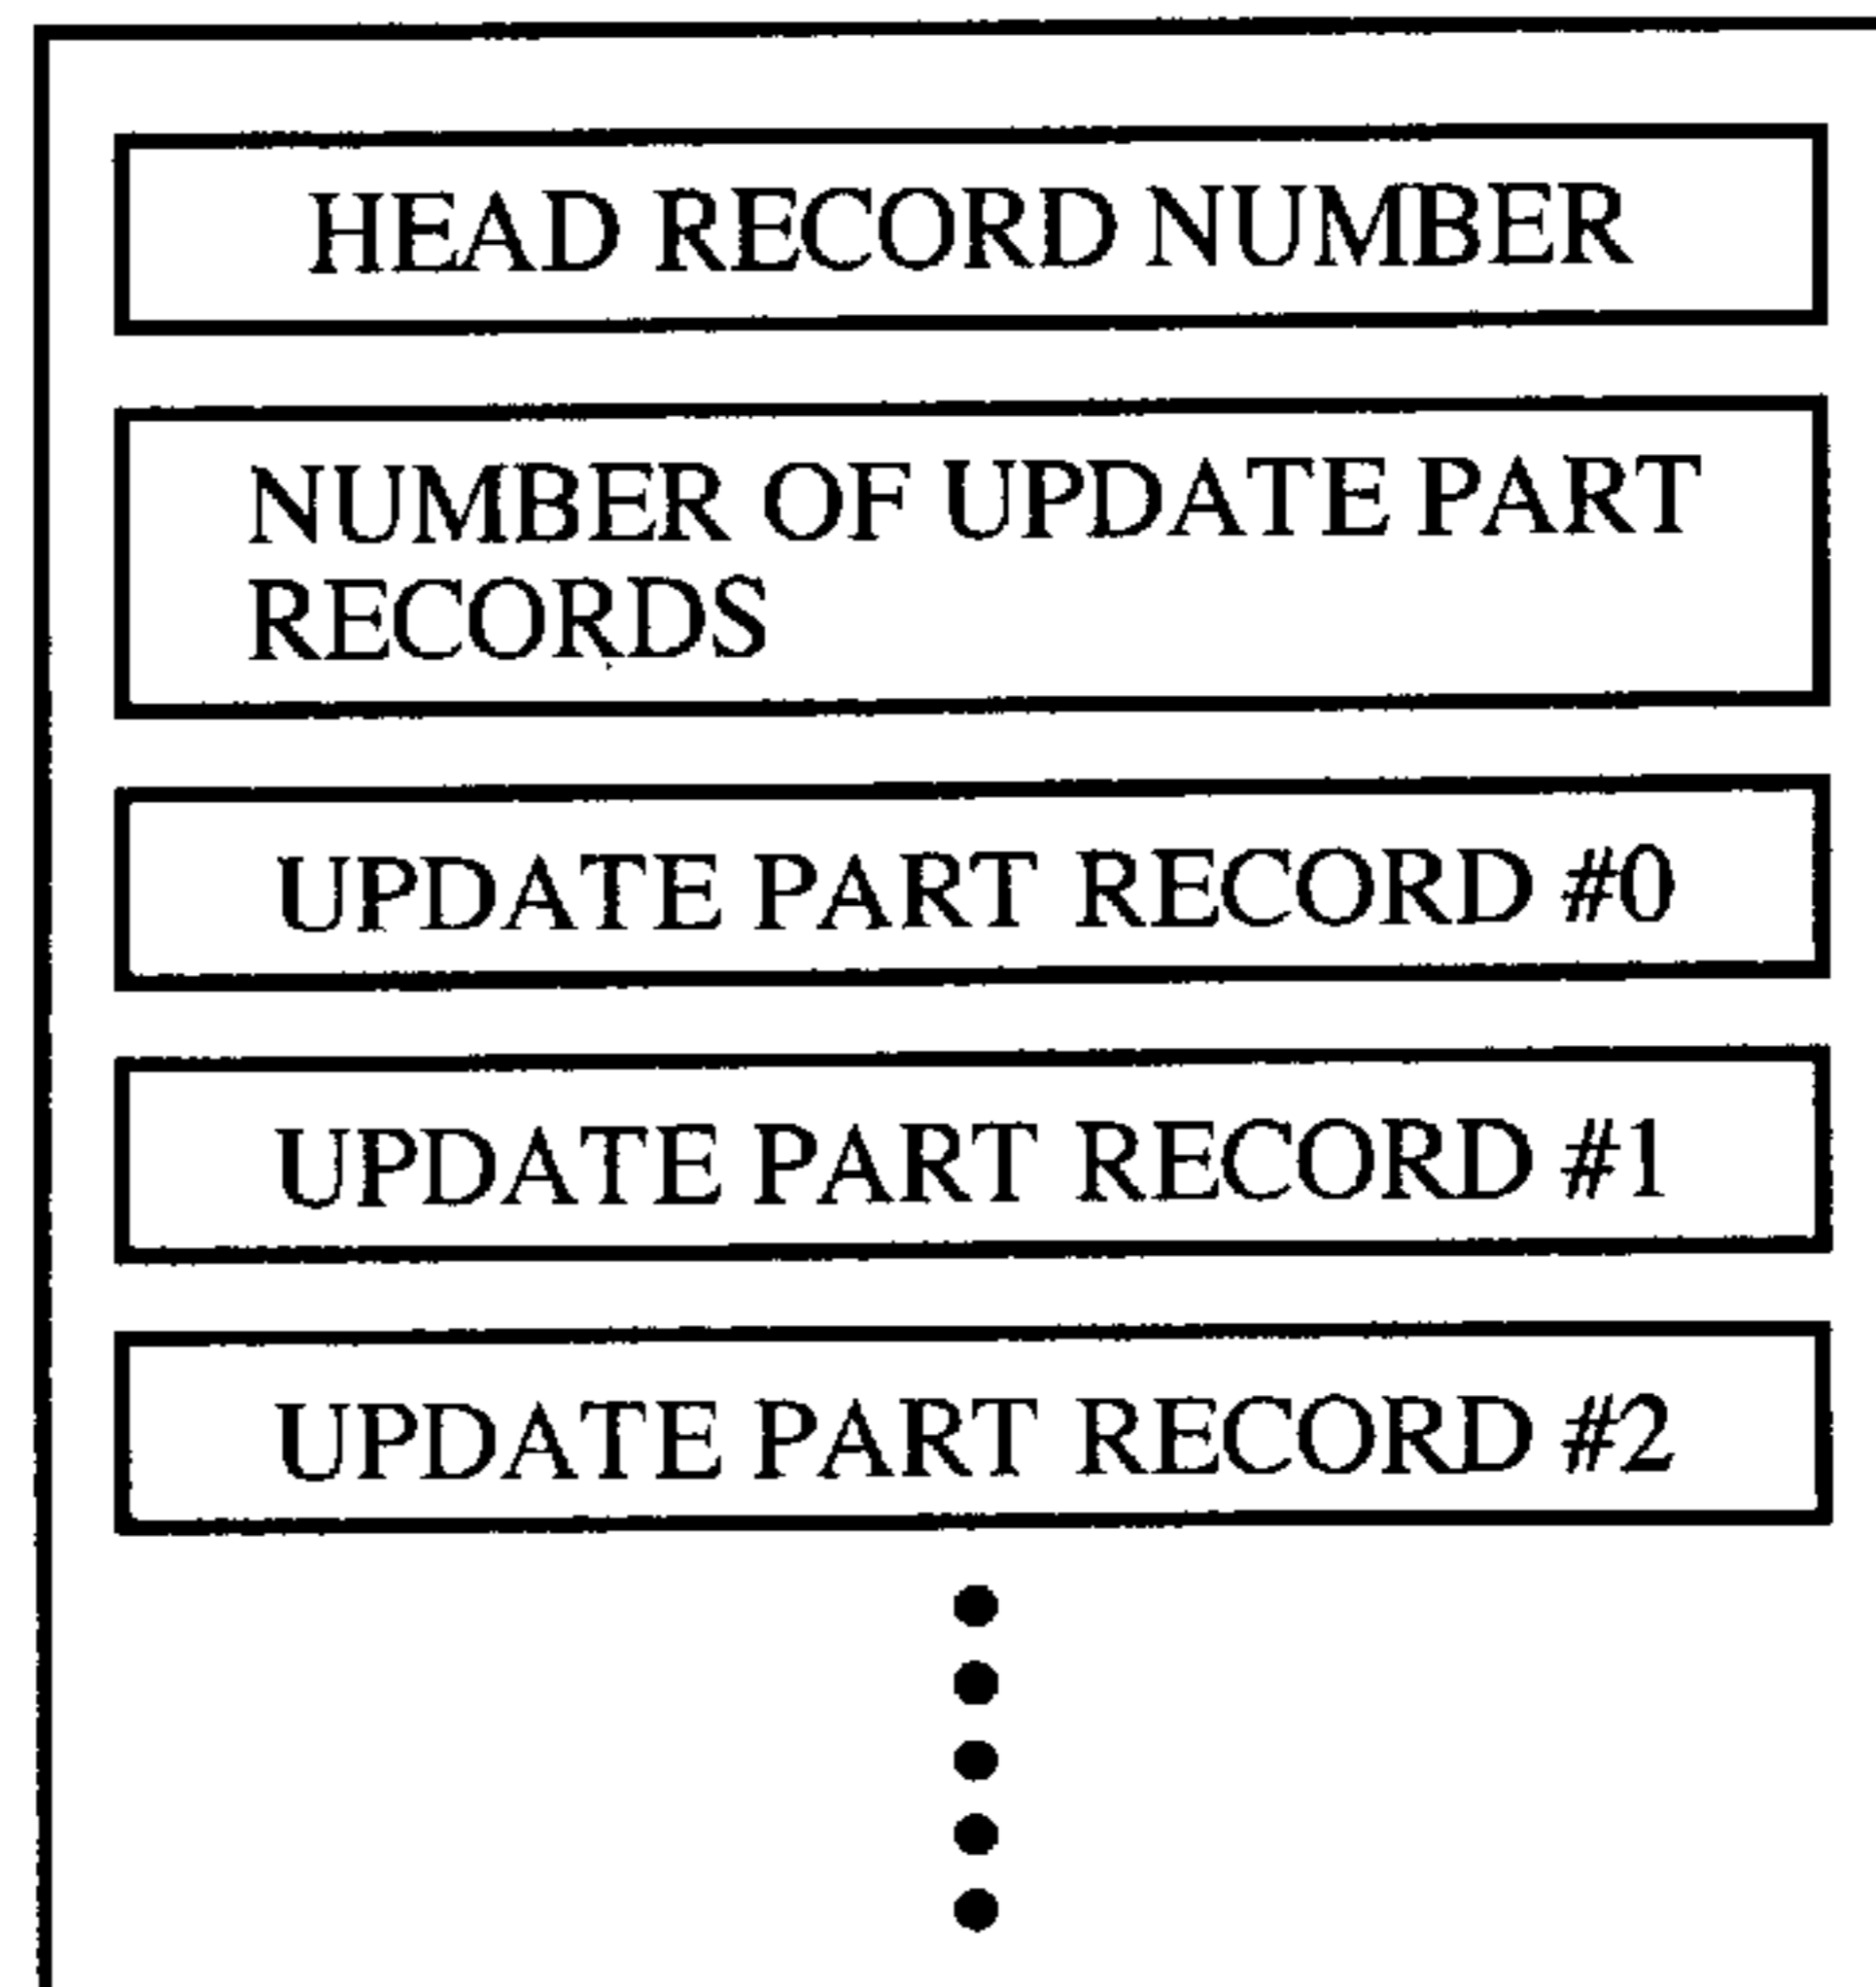 HEAD RECORD NUMBER
NUMBER OF UPDATE PART
RECORDS
UPDATE PART RECORD #0
UPDATE PART RECORD #1
UPDATE PART RECORD #2